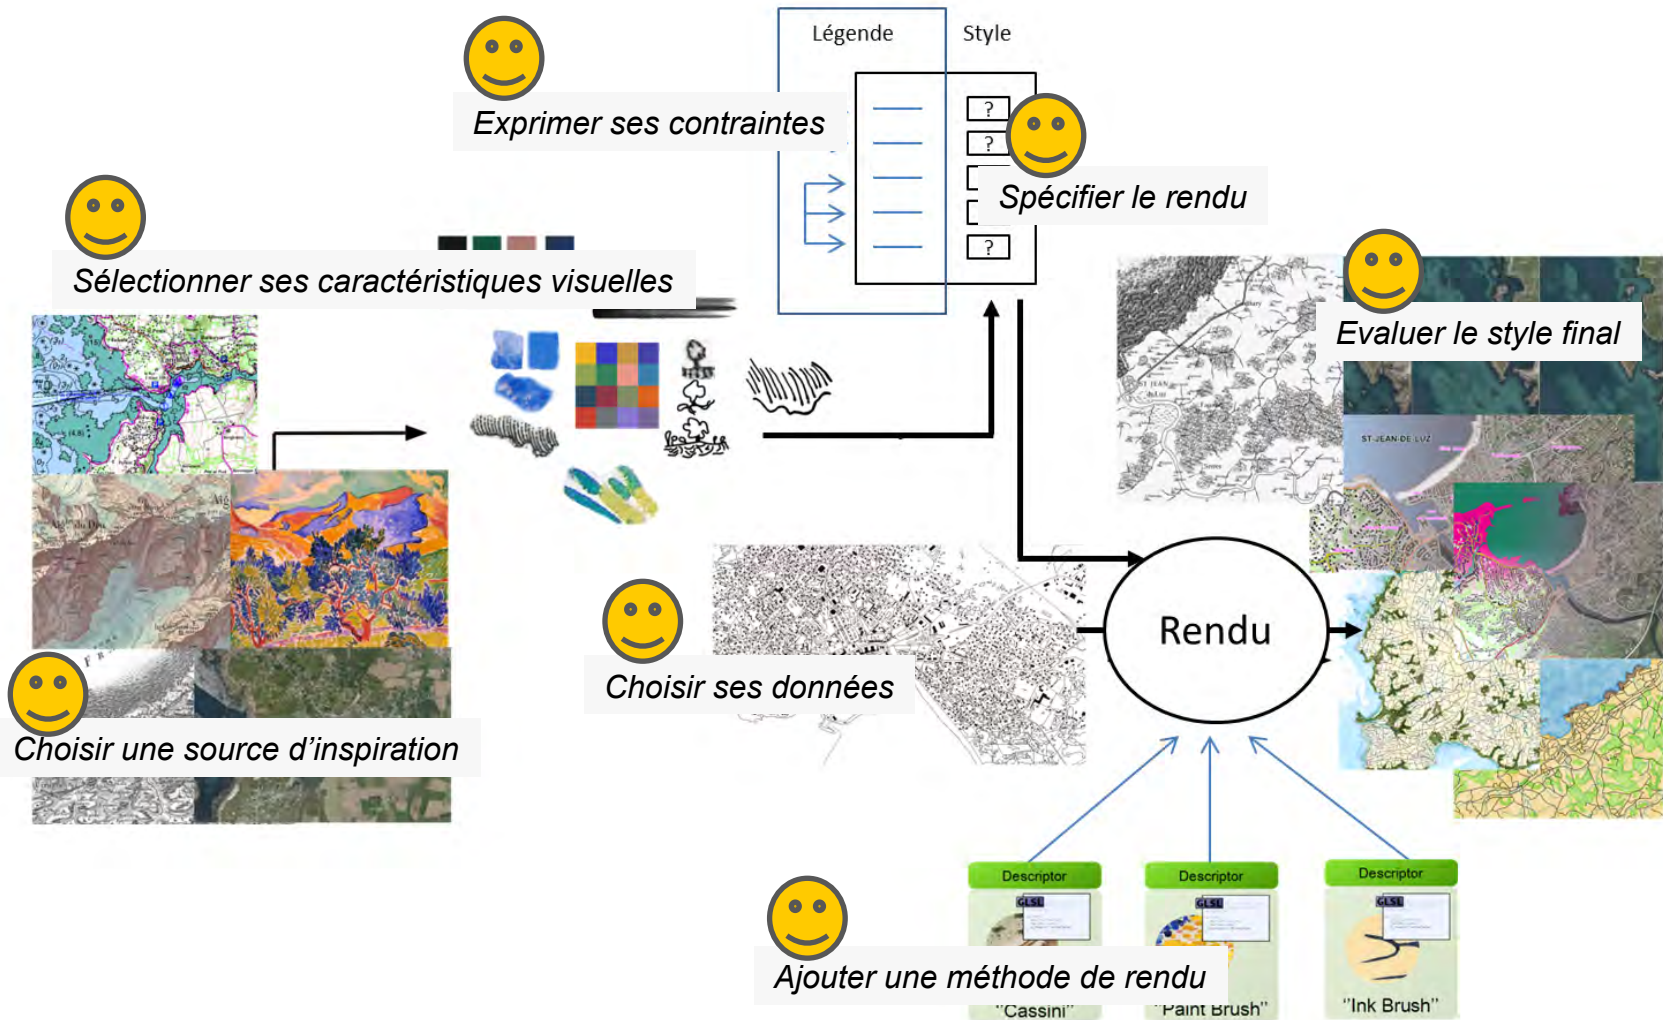 Légende
Style
Exprimer ses contraintes
?
?
Spécifier le rendu
?
Sélectionner ses caractéristiques visuelles
Evaluer le style final
ST JEAN
ST-JEAN-DE-LUZ
Rendu
Choisir ses données
Choisir une source d'inspiration
Descriptor
Descriptor
Descriptor
GLSL
GLSL
GLSL
Ajouter une méthode de rendu
"Cassini"
"Paint Brush"
"Ink Brush"